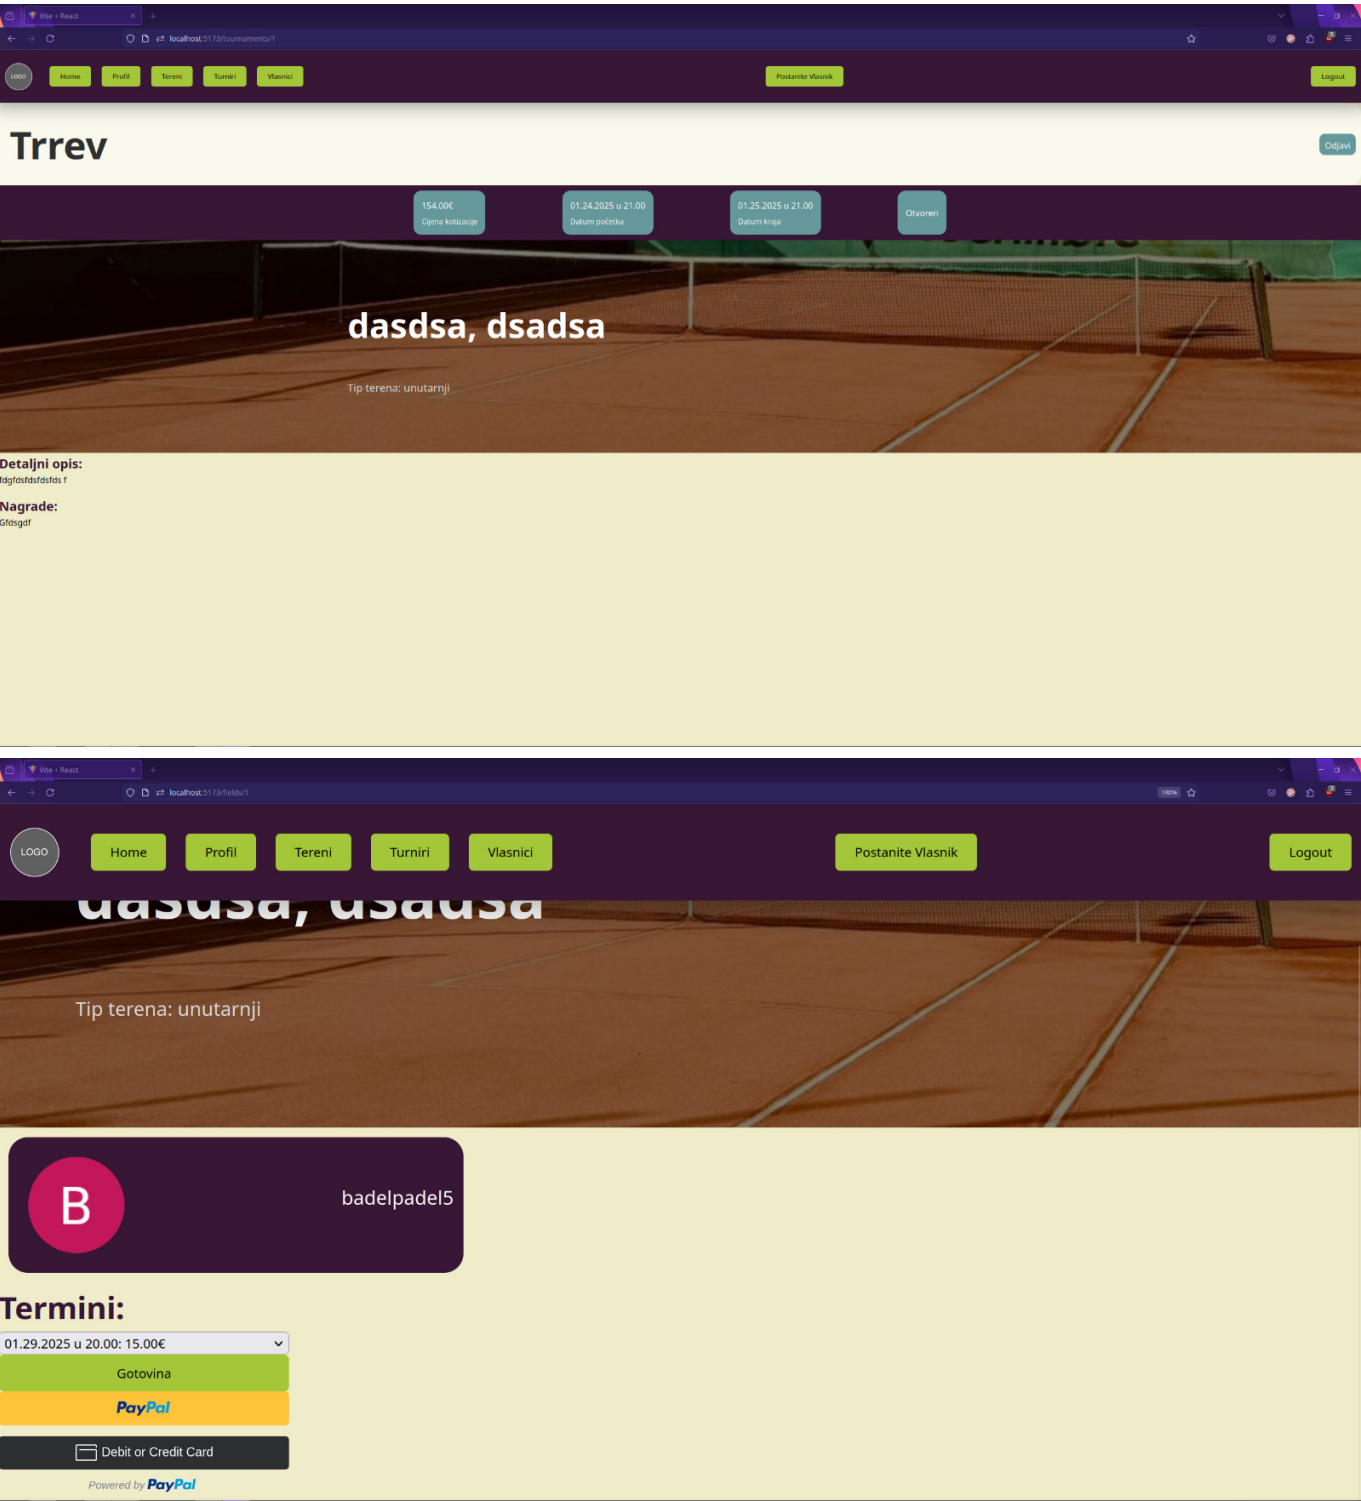 Vite + React
localhost:5173/tournaments/1
LOGO
Home
Profil
Tereni
Turniri
Vlasnici
Postanite Vlasnik
Logout
Trrev
Odjavi
154.00€
Cijena kotizacije
01.24.2025 u 21.00
Datum početka
01.25.2025 u 21.00
Datum kraja
Otvoren
dasdsa, dsadsa
Tip terena: unutarnji
Detaljni opis:
fdgfdsfdsfdsfds f
Nagrade:
Gfdsgdf
Vite + React
localhost:5173/fields/1
180%
LOGO
Home
Profil
Tereni
Turniri
Vlasnici
Postanite Vlasnik
Logout
dasdsa, dsadsa
Tip terena: unutarnji
B
badelpadel5
Termini:
01.29.2025 u 20.00: 15.00€
Gotovina
PayPal
Debit or Credit Card
Powered by PayPal